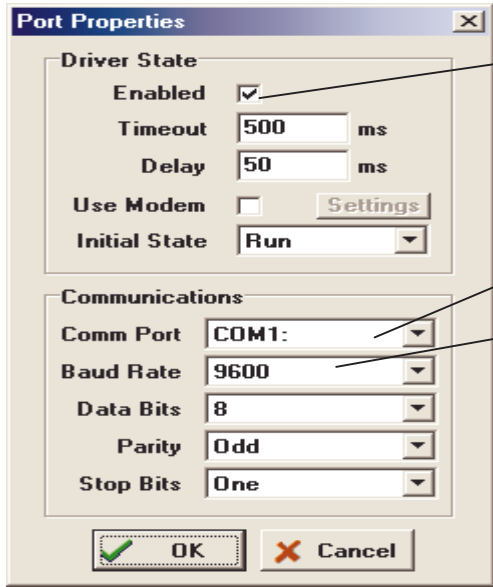 Port Properties
Driver State
Enabled
Timeout 500 ms
Delay 50 ms
Use Modem Settings
Initial State Run
Communications
Comm Port COM1:
Baud Rate 9600
Data Bits 8
Parity Odd
Stop Bits One
OK Cancel